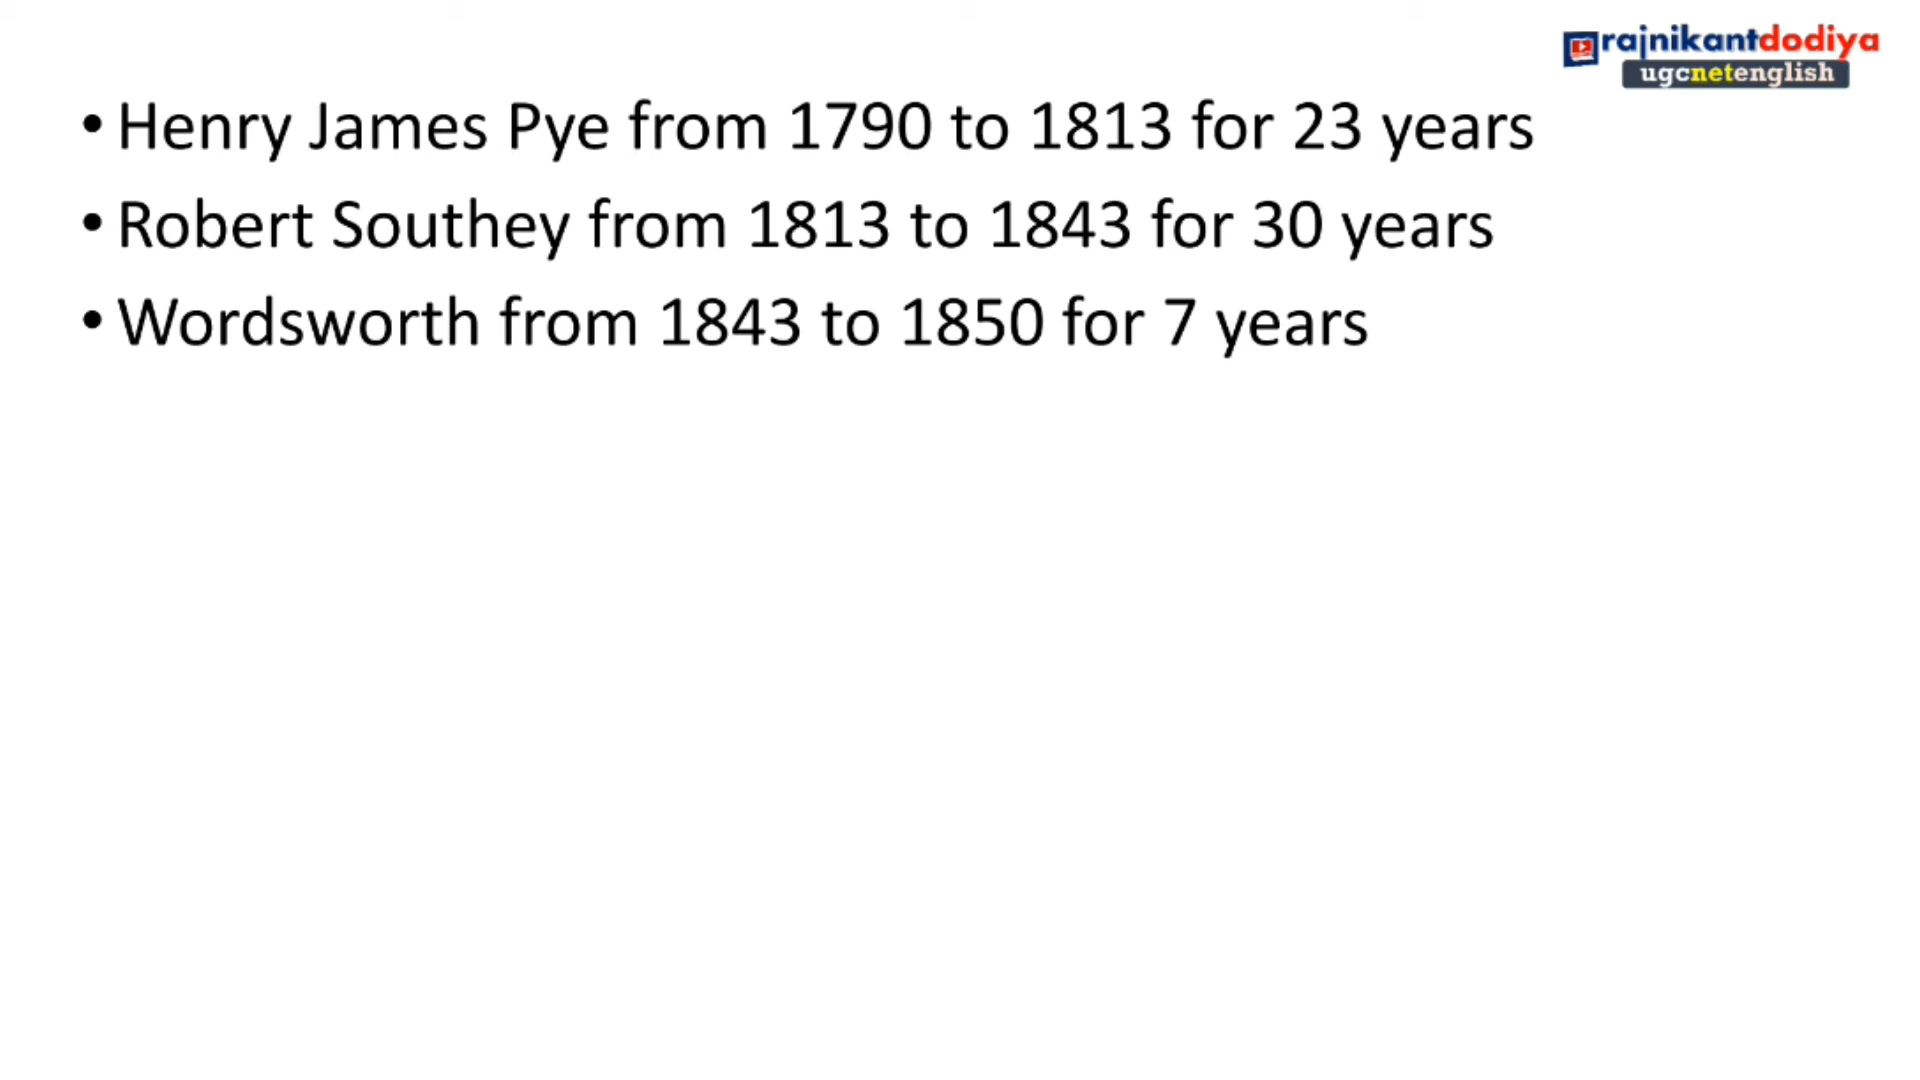 rajnikantdodiya
ugcnetenglish
• Henry James Pye from 1790 to 1813 for 23 years
• Robert Southey from 1813 to 1843 for 30 years
• Wordsworth from 1843 to 1850 for 7 years